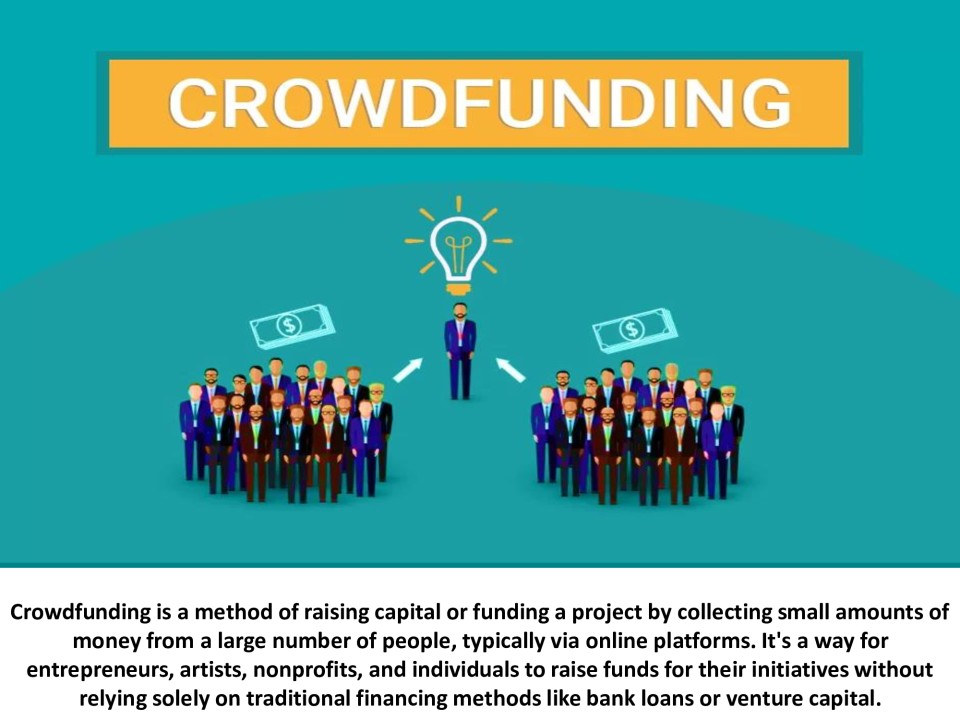 CROWDFUNDING
$
$
Crowdfunding is a method of raising capital or funding a project by collecting small amounts of
money from a large number of people, typically via online platforms. It's a way for
entrepreneurs, artists, nonprofits, and individuals to raise funds for their initiatives without
relying solely on traditional financing methods like bank loans or venture capital.